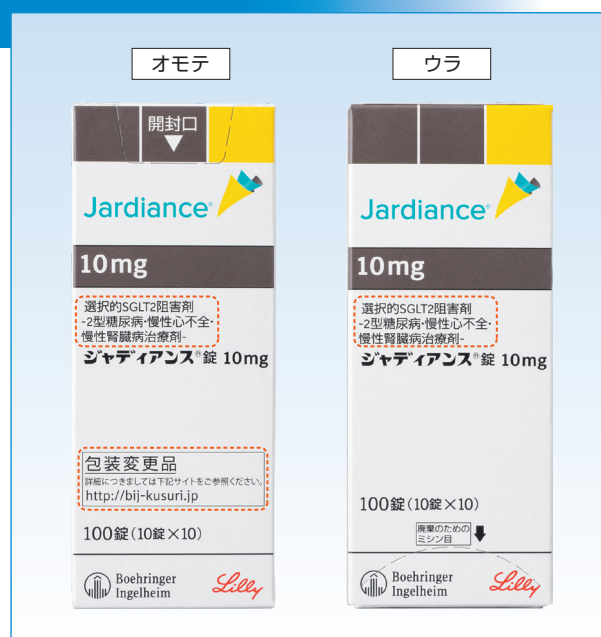 オモテ
開封口
Jardiance®
10mg
選択的SGLT2阻害剤
-2型糖尿病・慢性心不全・
慢性腎臓病治療剤-
ジャディアンス®錠 10mg
包装変更品
詳細につきましては下記サイトをご参照ください。
http://bij-kusuri.jp
100錠(10錠×10)
Boehringer
Ingelheim
Lilly
ウラ
Jardiance®
10mg
選択的SGLT2阻害剤
-2型糖尿病・慢性心不全・
慢性腎臓病治療剤-
ジャディアンス®錠 10mg
100錠(10錠×10)
廃棄のための
ミシン目
Boehringer
Ingelheim
Lilly